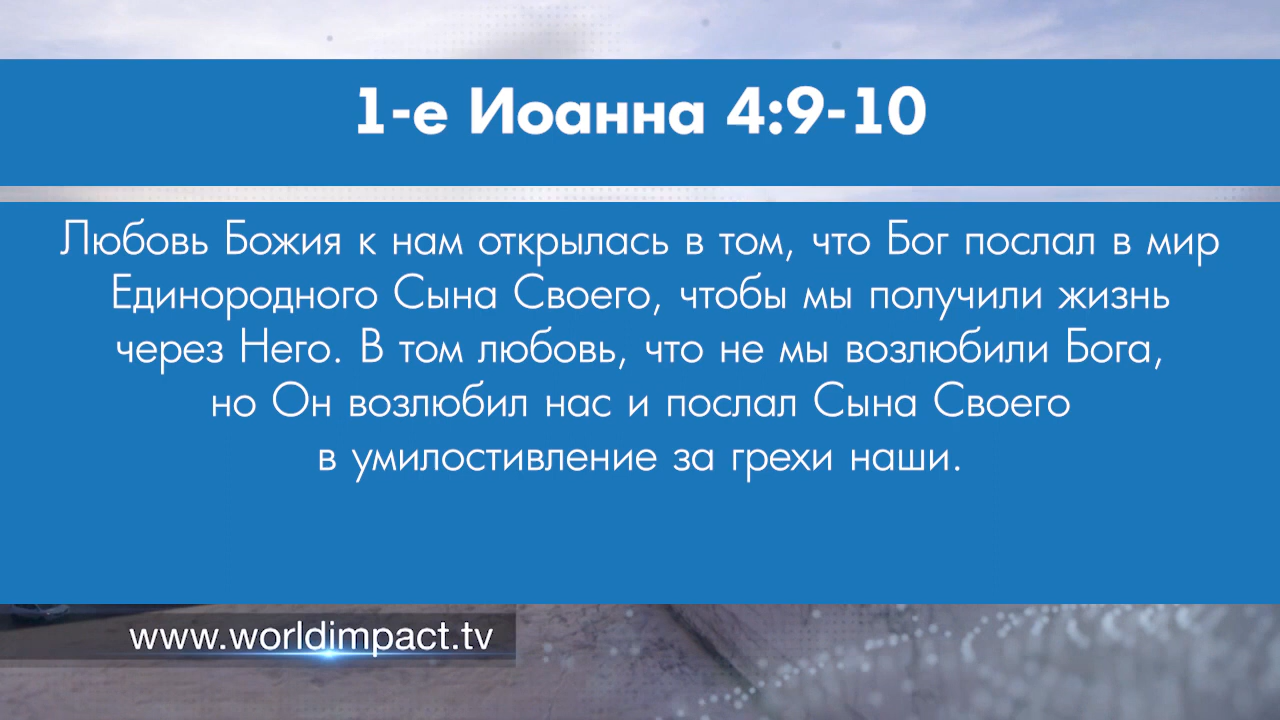 1-е Иоанна 4:9-10
Любовь Божия к нам открылась в том, что Бог послал в мир
Единородного Сына Своего, чтобы мы получили жизнь
через Него. В том любовь, что не мы возлюбили Бога,
но Он возлюбил нас и послал Сына Своего
в умилостивление за грехи наши.
www.worldimpact.tv